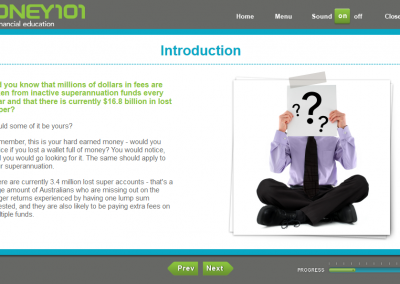 ONEY101
nancial education
Home Menu Sound on off Close
Introduction
d you know that millions of dollars in fees are
en from inactive superannuation funds every
ar and that there is currently $16.8 billion in lost
per?
uld some of it be yours?
member, this is your hard earned money - would you
ice if you lost a wallet full of money? You would notice,
d you would go looking for it. The same should apply to
r superannuation.
ere are currently 3.4 million lost super accounts - that's a
ge amount of Australians who are missing out on the
ger returns experienced by having one lump sum
ested, and they are also likely to be paying extra fees on
ltiple funds.
? ? ?
Prev Next
PROGRESS